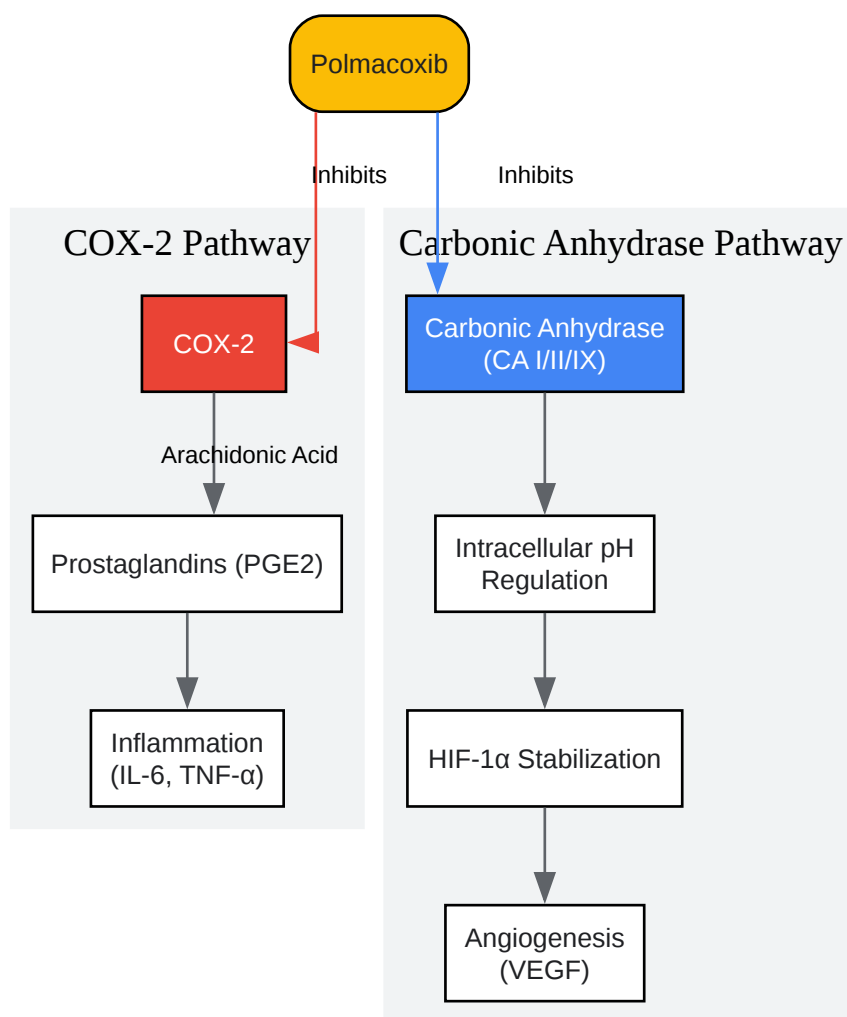 Polmacoxib
Inhibits
Inhibits
COX-2 Pathway
COX-2
Arachidonic Acid
Prostaglandins (PGE2)
Inflammation
(IL-6, TNF-α)
Carbonic Anhydrase Pathway
Carbonic Anhydrase
(CA I/II/IX)
Intracellular pH
Regulation
HIF-1α Stabilization
Angiogenesis
(VEGF)